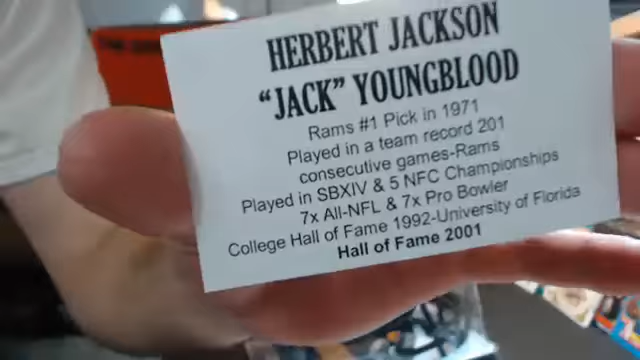 HERBERT JACKSON
“JACK” YOUNGBLOOD
Rams #1 Pick in 1971
Played in a team record 201
consecutive games-Rams
Played in SBXIV & 5 NFC Championships
7x All-NFL & 7x Pro Bowler
College Hall of Fame 1992-University of Florida
Hall of Fame 2001